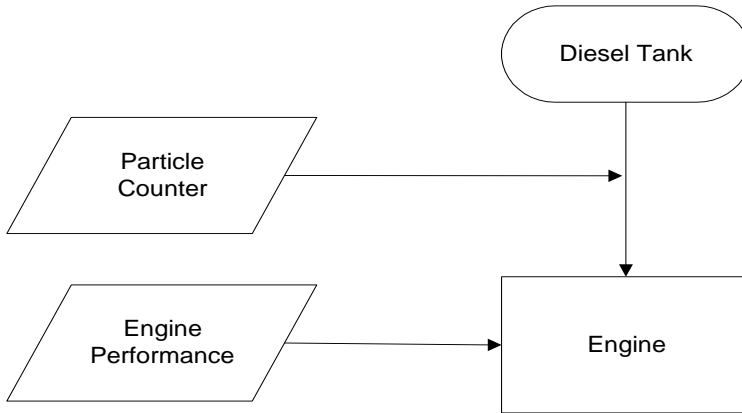 Diesel Tank
Particle
Counter
Engine
Performance
Engine